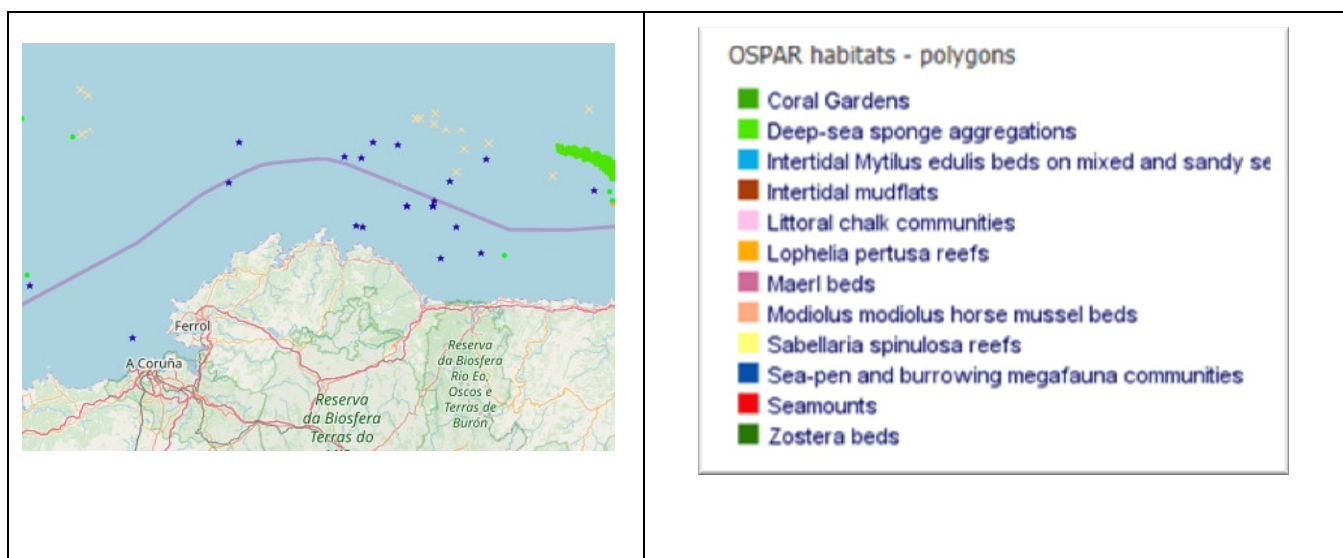 Ferrol
A Coruña
Reserva
da Biosfera
Río Eo,
Oscos e
Terras de
Burón
Reserva
da Biosfera
Terras do
OSPAR habitats - polygons
Coral Gardens
Deep-sea sponge aggregations
Intertidal Mytilus edulis beds on mixed and sandy se
Intertidal mudflats
Littoral chalk communities
Lophelia pertusa reefs
Maerl beds
Modiolus modiolus horse mussel beds
Sabellaria spinulosa reefs
Sea-pen and burrowing megafauna communities
Seamounts
Zostera beds